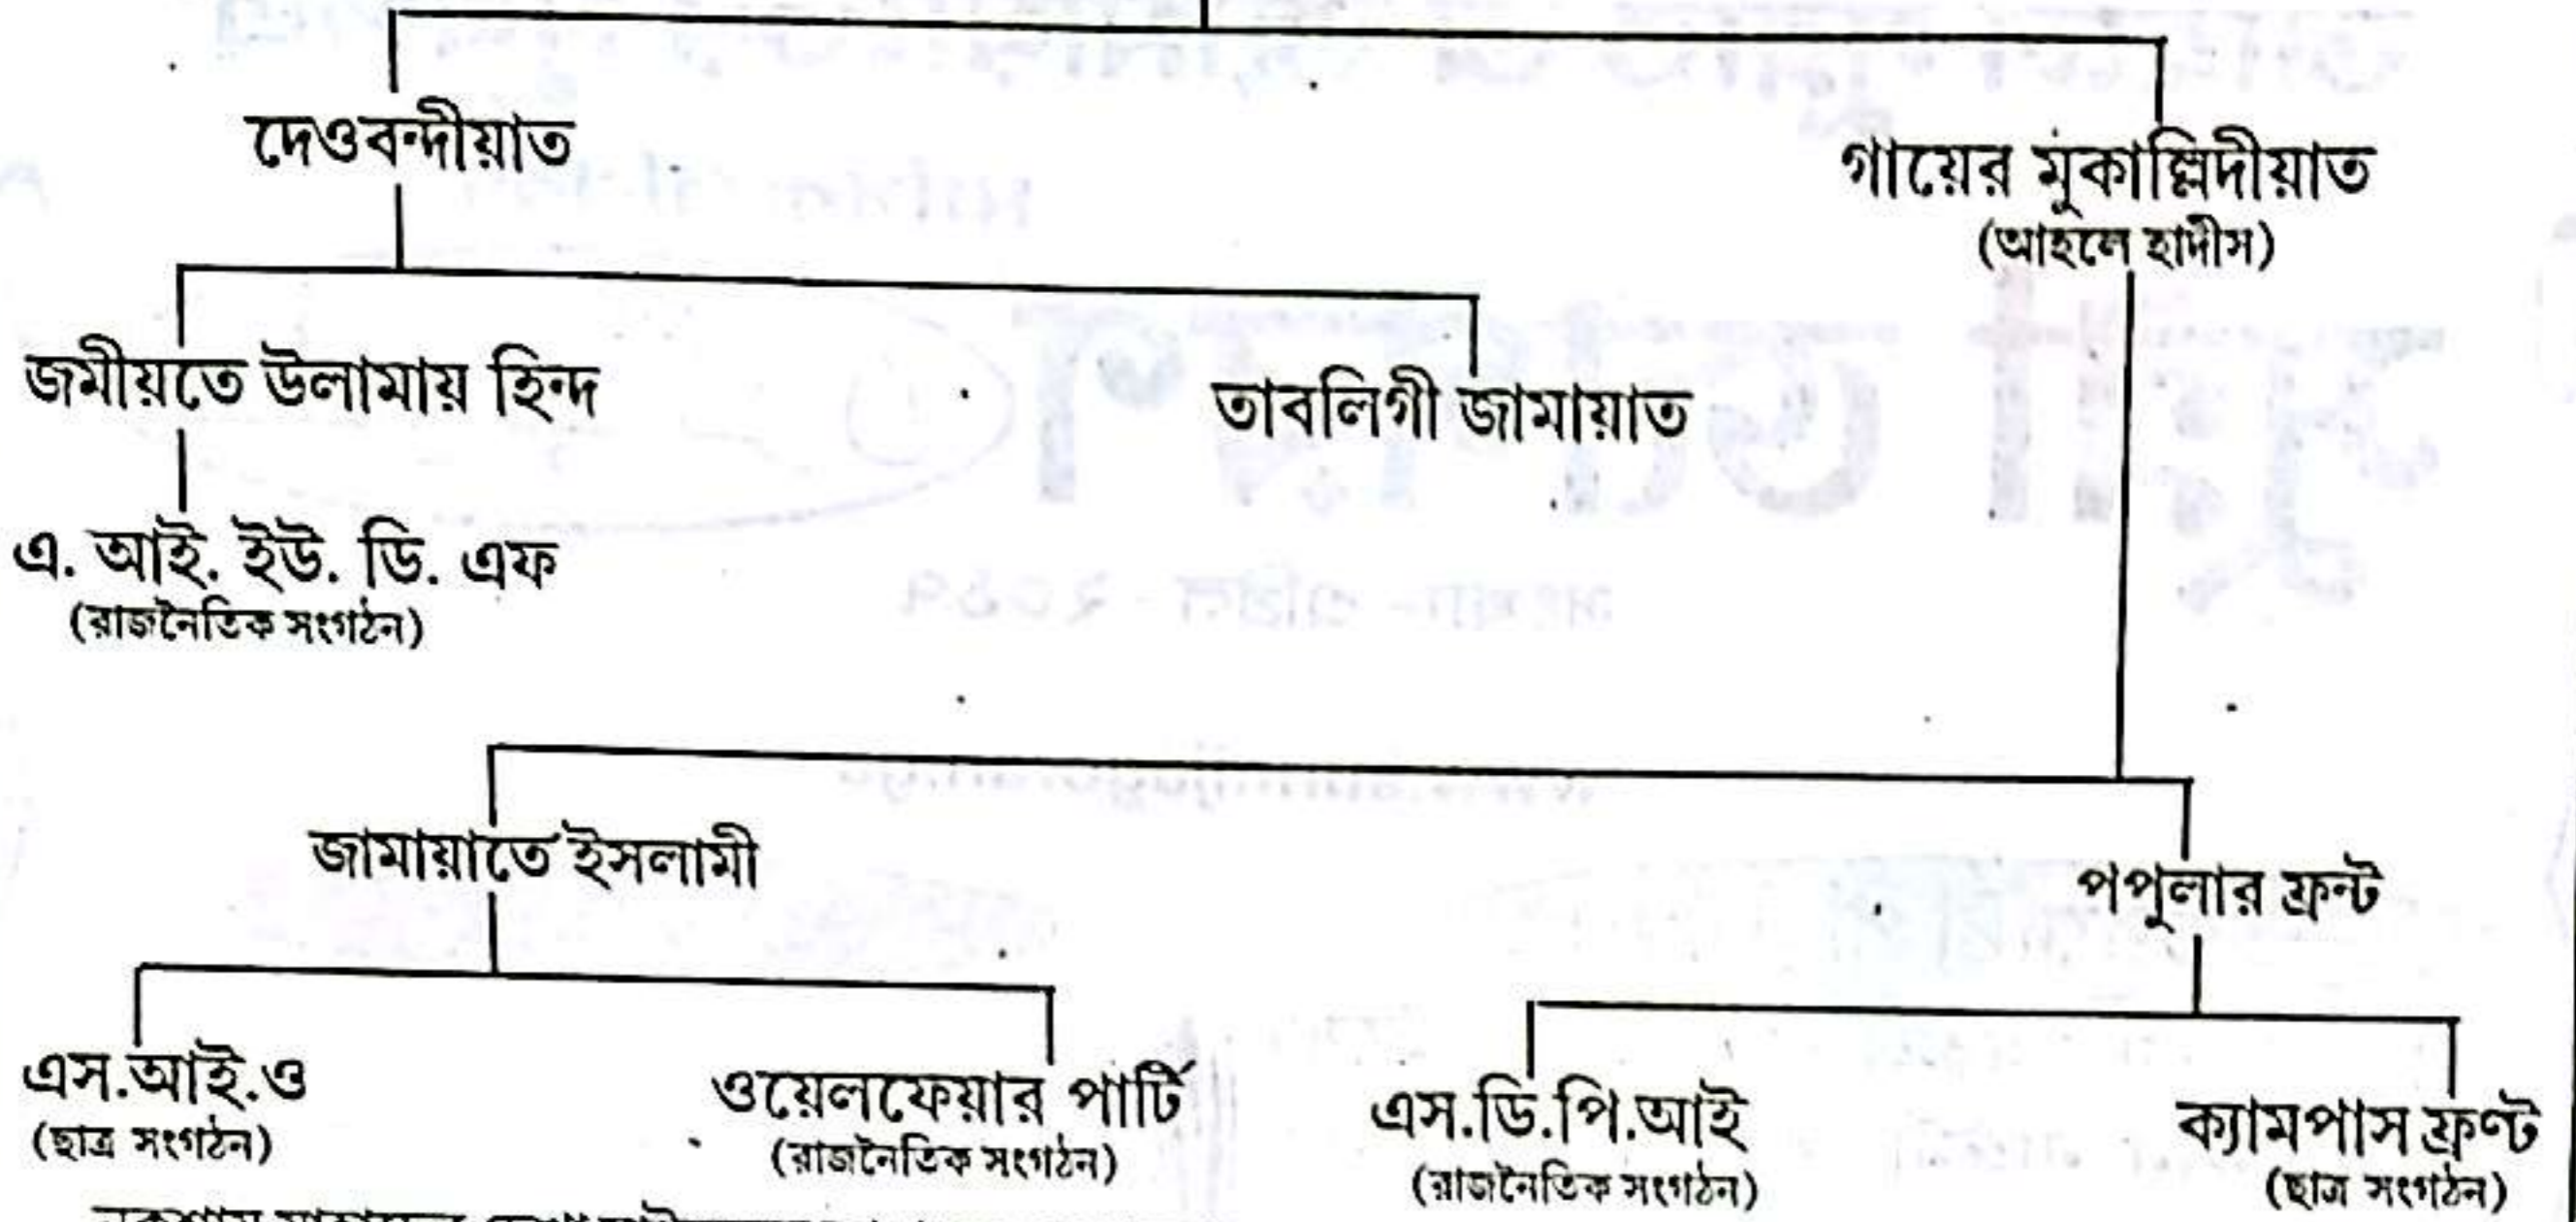 দেওবন্দীয়াত
গায়ের মুকাল্লিদীয়াত
(আহলে হাদীস)
জমীয়তে উলামায় হিন্দ
তাবলিগী জামায়াত
এ. আই. ইউ. ডি. এফ
(রাজনৈতিক সংগঠন)
জামায়াতে ইসলামী
পপুলার ফ্রন্ট
এস.আই.ও
(ছাত্র সংগঠন)
ওয়েলফেয়ার পার্টি
(রাজনৈতিক সংগঠন)
এস.ডি.পি.আই
(রাজনৈতিক সংগঠন)
ক্যামপাস ফ্রণ্ট
(ছাত্র সংগঠন)